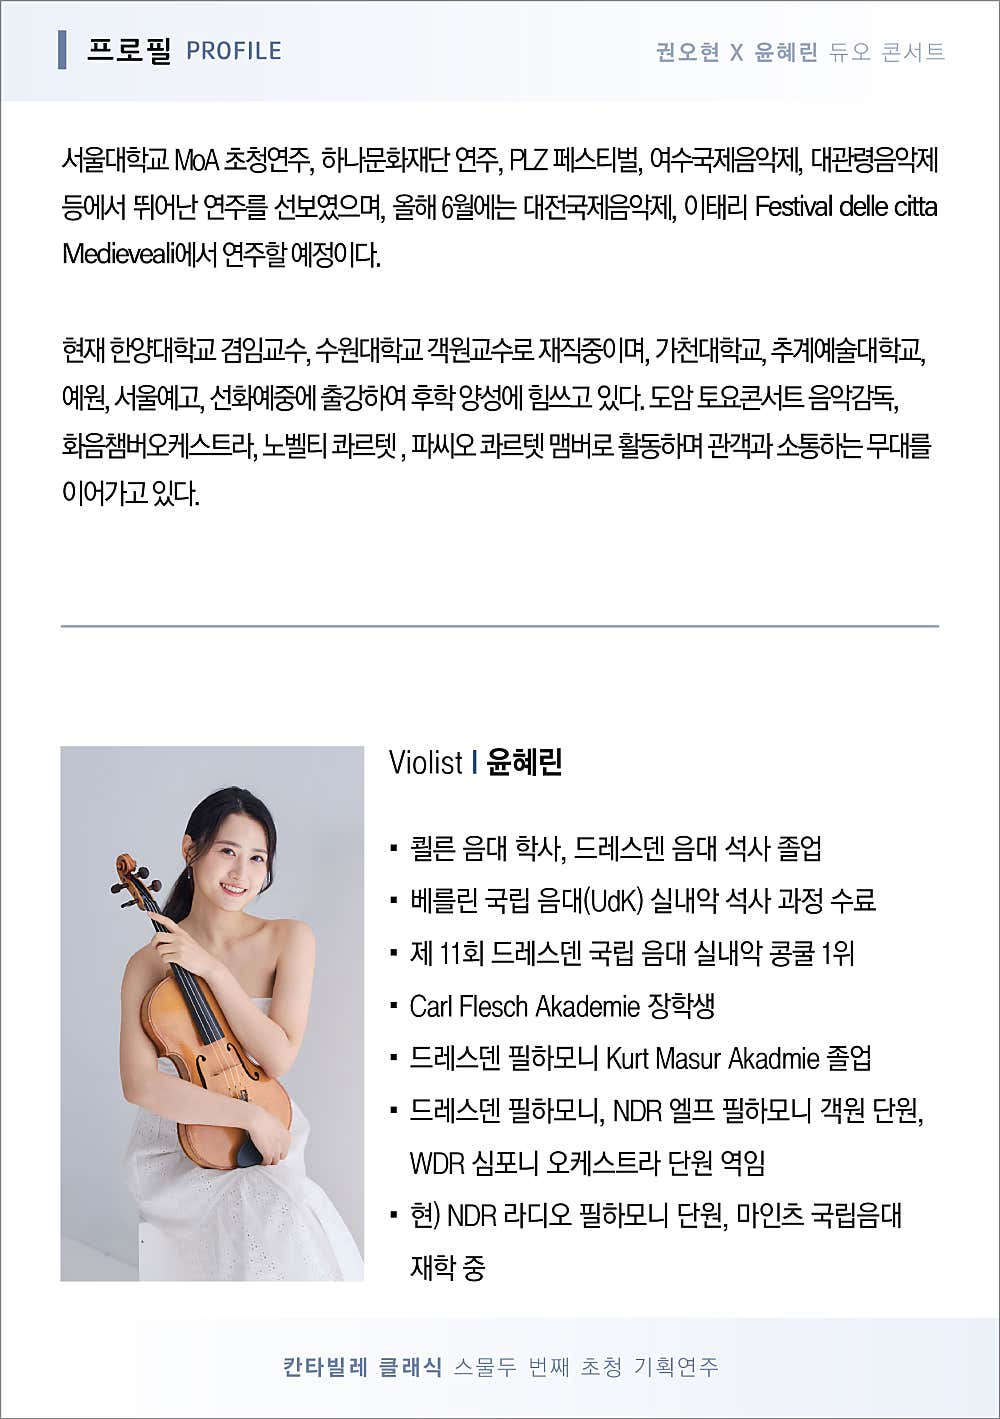 프로필 PROFILE
권오현 X 윤혜린 듀오 콘서트
서울대학교 MoA 초청연주, 하나문화재단 연주, PLZ 페스티벌, 여수국제음악제, 대관령음악제
등에서 뛰어난 연주를 선보였으며, 올해 6월에는 대전국제음악제, 이태리 Festival delle citta
Medieveali에서 연주할 예정이다.
현재 한양대학교 겸임교수, 수원대학교 객원교수로 재직중이며, 가천대학교, 추계예술대학교,
예원, 서울예고, 선화예중에 출강하여 후학 양성에 힘쓰고 있다. 도암 토요콘서트 음악감독,
화음챔버오케스트라, 노벨티 콰르텟 , 파씨오 콰르텟 맴버로 활동하며 관객과 소통하는 무대를
이어가고 있다.
Violist I 윤혜린
▪ 쾰른 음대 학사, 드레스덴 음대 석사 졸업
▪ 베를린 국립 음대(UdK) 실내악 석사 과정 수료
▪ 제 11회 드레스덴 국립 음대 실내악 콩쿨 1위
▪ Carl Flesch Akademie 장학생
▪ 드레스덴 필하모니 Kurt Masur Akadmie 졸업
▪ 드레스덴 필하모니, NDR 엘프 필하모니 객원 단원,
WDR 심포니 오케스트라 단원 역임
▪ 현) NDR 라디오 필하모니 단원, 마인츠 국립음대
재학 중
칸타빌레 클래식 스물두 번째 초청 기획연주